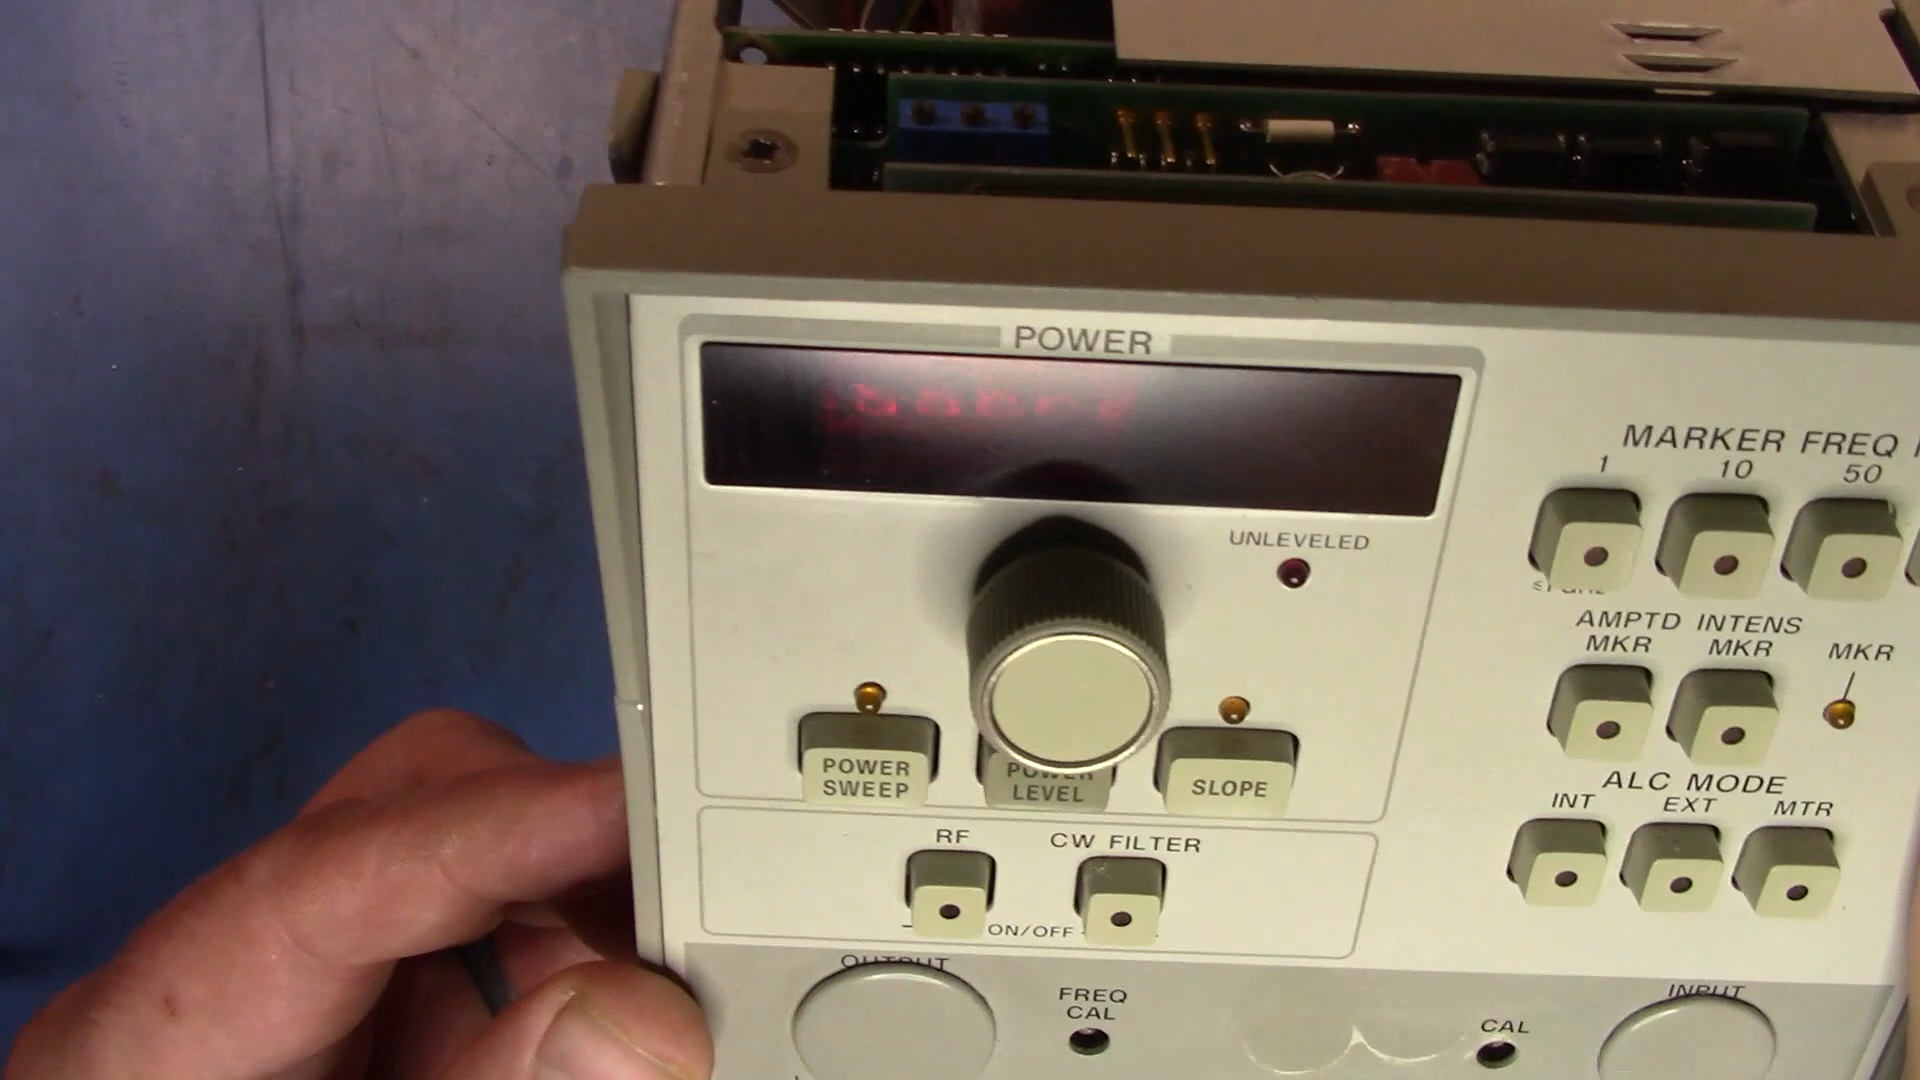 POWER
UNLEVELED
POWER
SWEEP
POWER
LEVEL
SLOPE
RF
CW FILTER
ON/OFF
OUTPUT
FREQ
CAL
MARKER FREQ
1
10
50
AMPTD
MKR
INTENS
MKR
MKR
ALC MODE
INT
EXT
MTR
CAL
INPUT